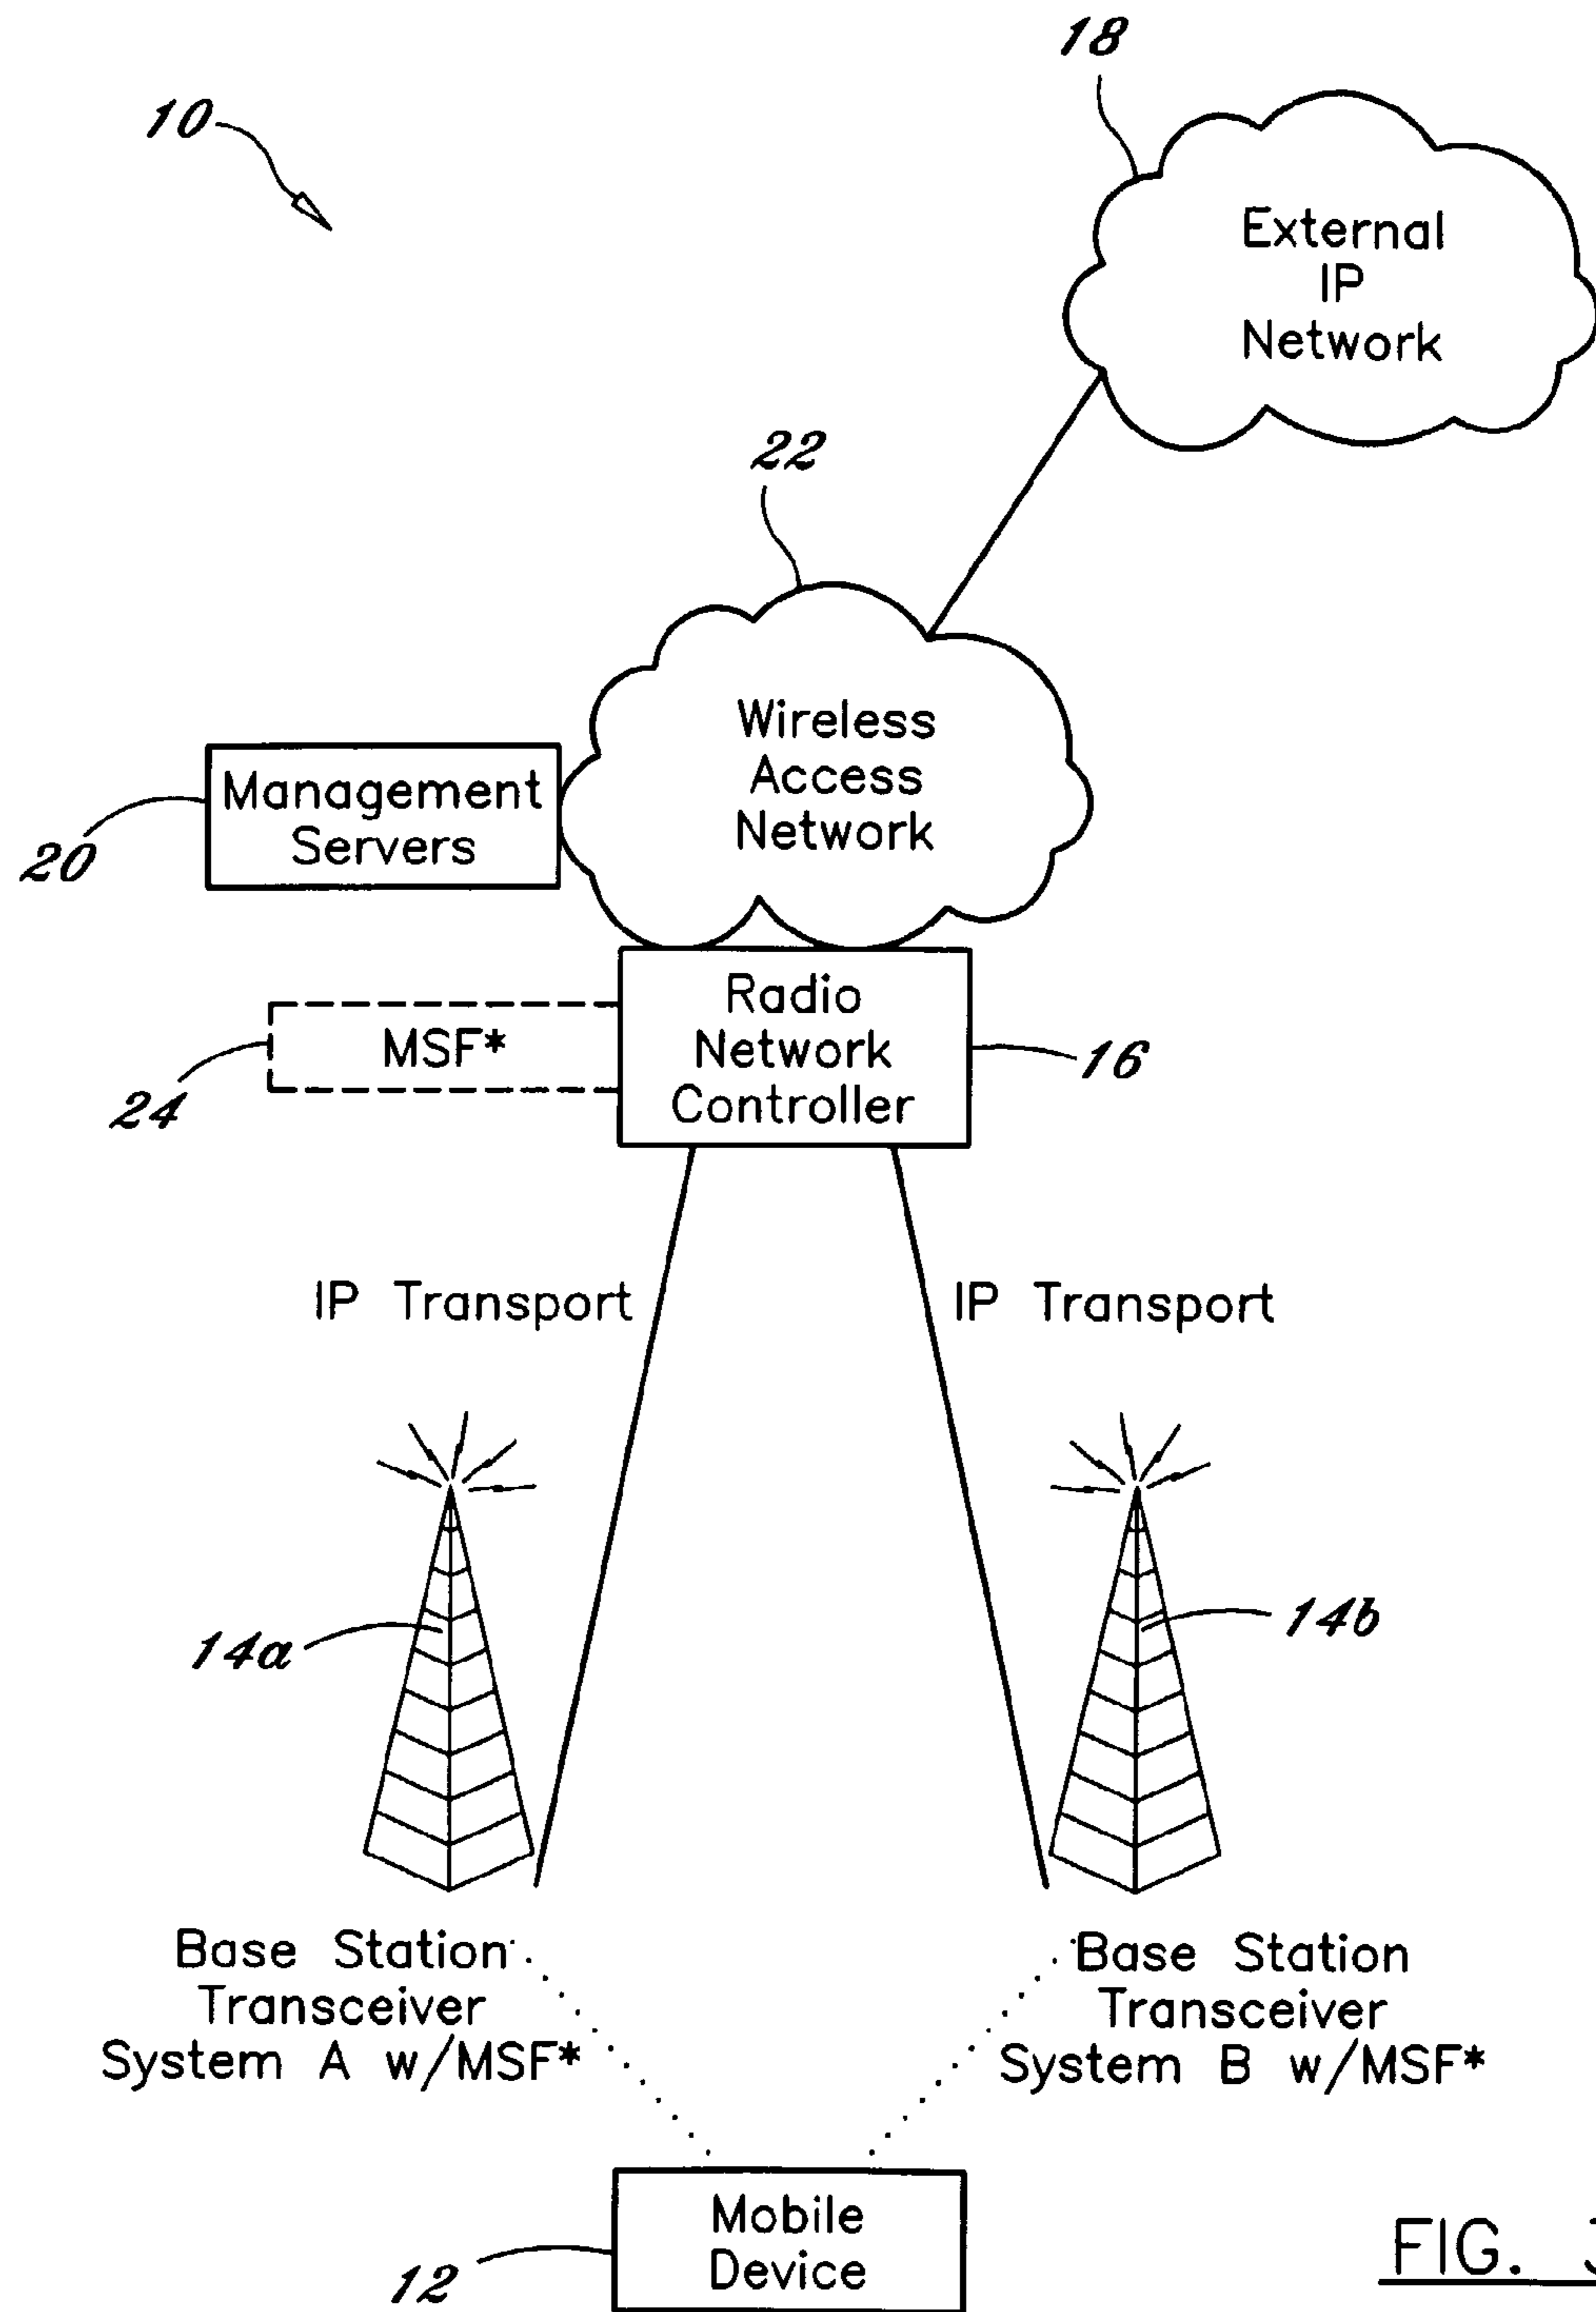 18
10
External
IP
Network
22
Wireless
Access
Network
Management
Servers
20
Radio
Network
Controller
MSF*
16
24
IP Transport
IP Transport
14a
14b
Base Station
Transceiver
System A w/MSF*
Base Station
Transceiver
System B w/MSF*
Mobile
Device
12
FIG.